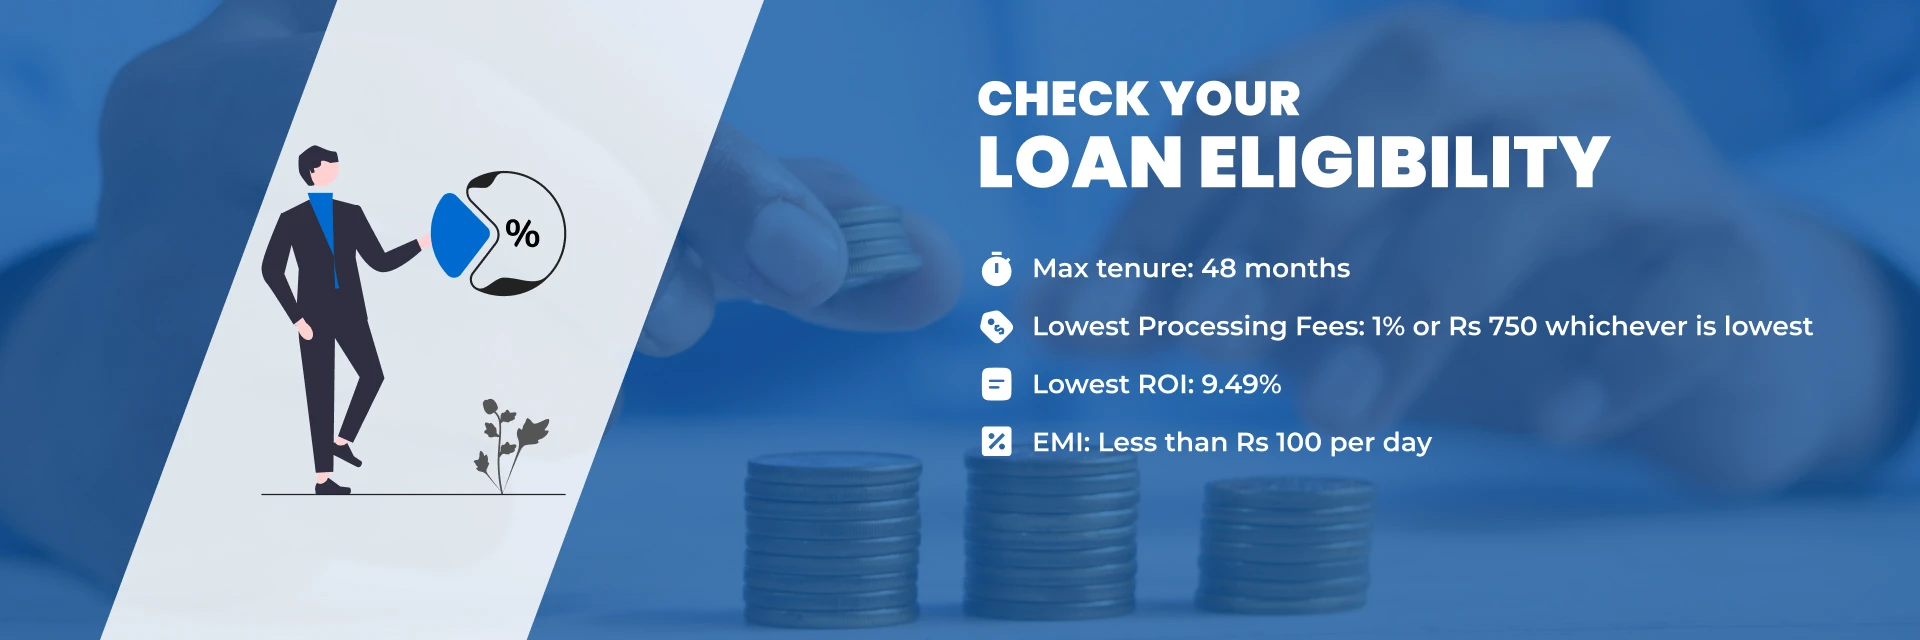 %
CHECK YOUR
LOAN ELIGIBILITY
Max tenure: 48 months
Lowest Processing Fees: 1% or Rs 750 whichever is lowest
Lowest ROI: 9.49%
EMI: Less than Rs 100 per day